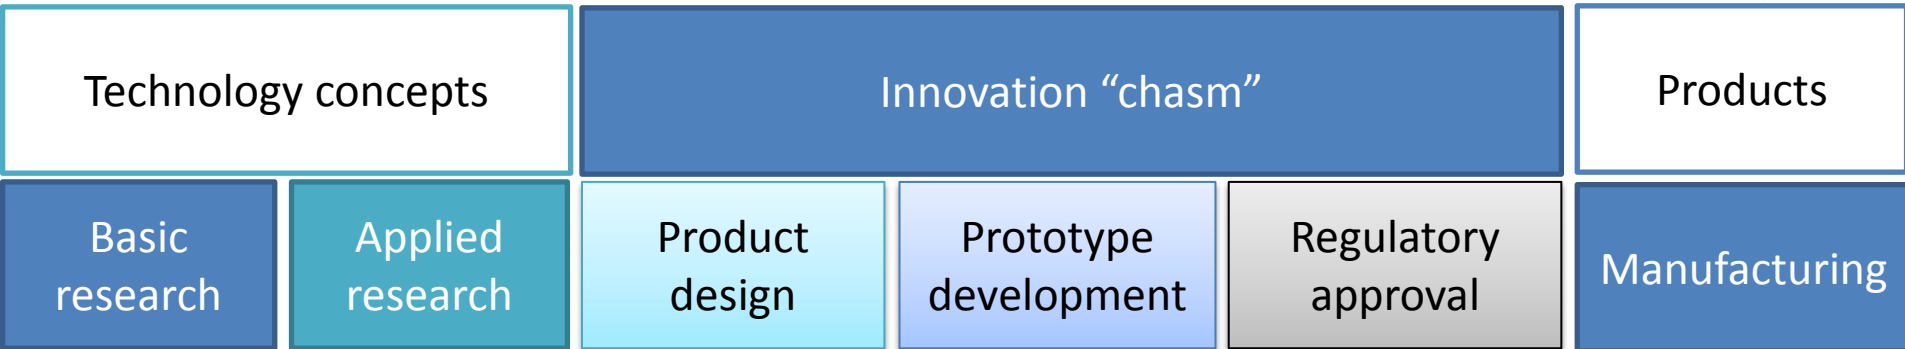 Technology concepts
Innovation “chasm”
Products
Basic
research
Applied
research
Product
design
Prototype
development
Regulatory
approval
Manufacturing